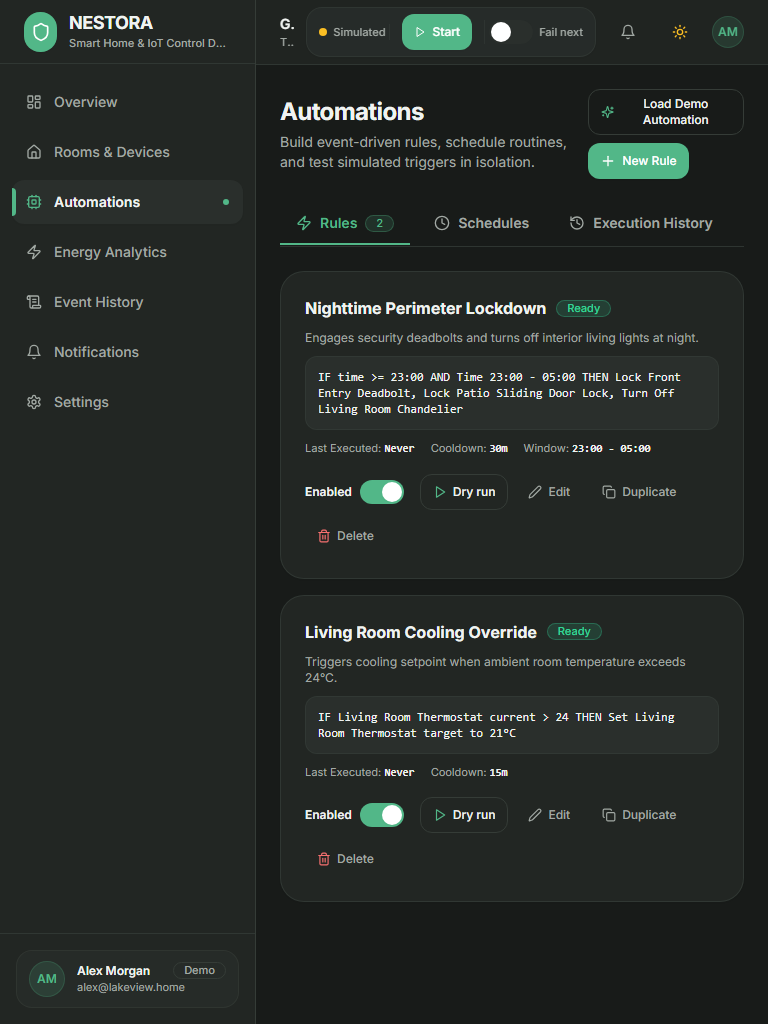 NESTORA
Smart Home & IoT Control D...
Overview
Rooms & Devices
Automations
Energy Analytics
Event History
Notifications
Settings
AM
Alex Morgan
Demo
alex@lakeview.home
G.
T..
Simulated
Start
Fail next
AM
Automations
Build event-driven rules, schedule routines,
and test simulated triggers in isolation.
Load Demo
Automation
New Rule
Rules 2
Schedules
Execution History
Nighttime Perimeter Lockdown Ready
Engages security deadbolts and turns off interior living lights at night.
IF time >= 23:00 AND Time 23:00 - 05:00 THEN Lock Front
Entry Deadbolt, Lock Patio Sliding Door Lock, Turn Off
Living Room Chandelier
Last Executed: Never Cooldown: 30m Window: 23:00 - 05:00
Enabled Dry run Edit Duplicate
Delete
Living Room Cooling Override Ready
Triggers cooling setpoint when ambient room temperature exceeds
24°C.
IF Living Room Thermostat current > 24 THEN Set Living
Room Thermostat target to 21°C
Last Executed: Never Cooldown: 15m
Enabled Dry run Edit Duplicate
Delete